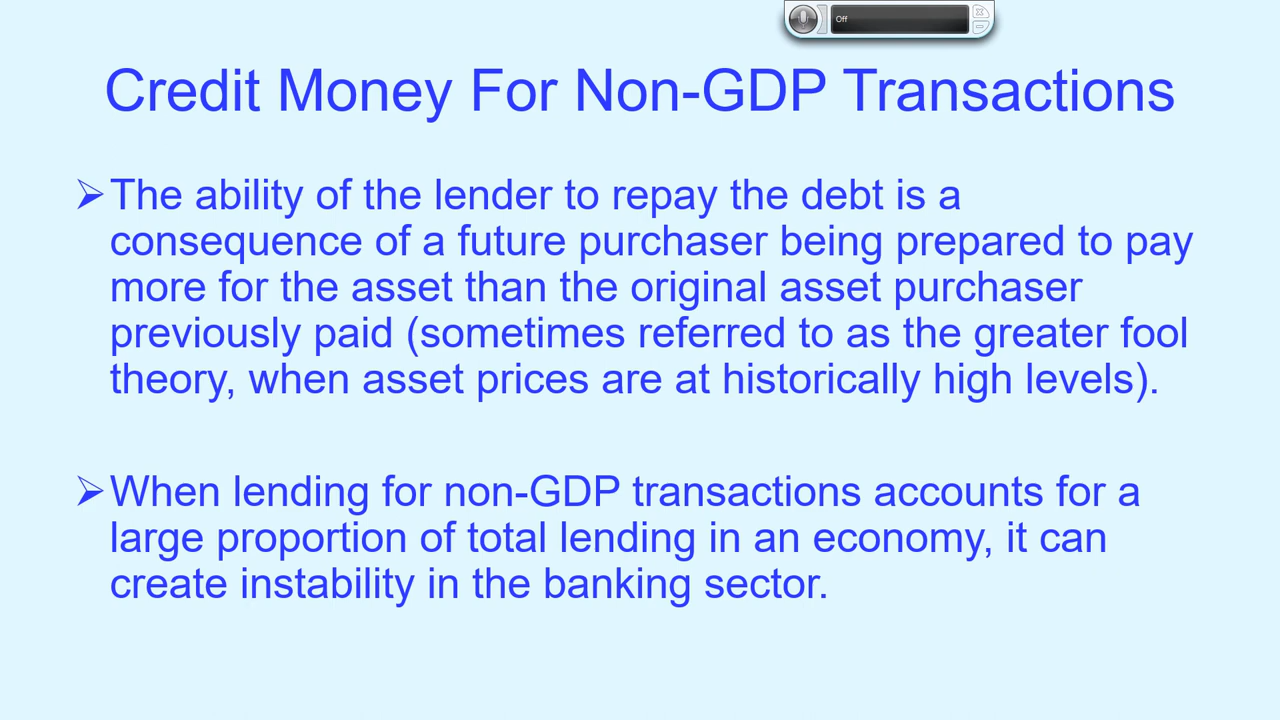 Off
Credit Money For Non-GDP Transactions
➢The ability of the lender to repay the debt is a
consequence of a future purchaser being prepared to pay
more for the asset than the original asset purchaser
previously paid (sometimes referred to as the greater fool
theory, when asset prices are at historically high levels).
➢When lending for non-GDP transactions accounts for a
large proportion of total lending in an economy, it can
create instability in the banking sector.